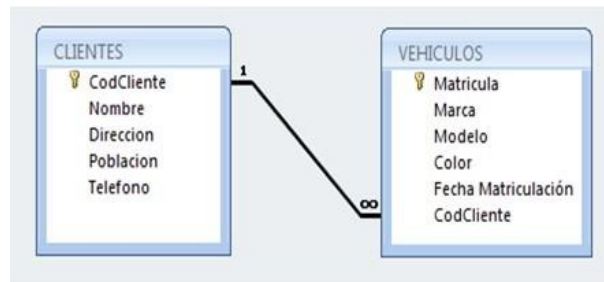 CLIENTES
CodCliente
Nombre
Direccion
Poblacion
Telefono
1
∞
VEHICULOS
Matricula
Marca
Modelo
Color
Fecha Matriculación
CodCliente